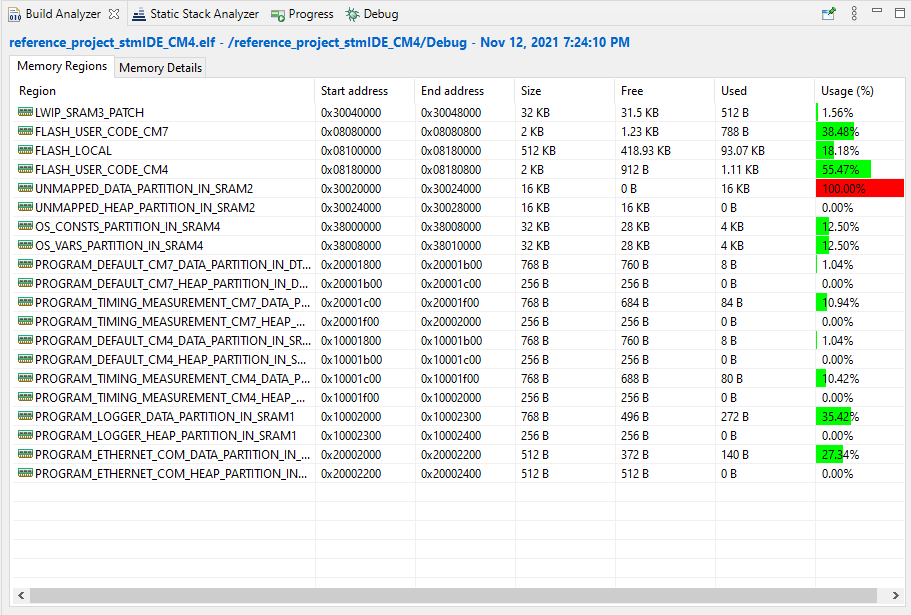 Build Analyzer Static Stack Analyzer Progress Debug
reference_project_stmIDE_CM4.elf - /reference_project_stmIDE_CM4/Debug - Nov 12, 2021 7:24:10 PM
Memory Regions Memory Details
Region Start address End address Size Free Used Usage (%)
LWIP_SRAM3_PATCH 0x30040000 0x30048000 32 KB 31.5 KB 512 B 1.56%
FLASH_USER_CODE_CM7 0x08080000 0x08080800 2 KB 1.23 KB 788 B 38.48%
FLASH_LOCAL 0x08100000 0x08180000 512 KB 418.93 KB 93.07 KB 18.18%
FLASH_USER_CODE_CM4 0x08180000 0x08180800 2 KB 912 B 1.11 KB 55.47%
UNMAPPED_DATA_PARTITION_IN_SRAM2 0x30020000 0x30024000 16 KB 0 B 16 KB 100.00%
UNMAPPED_HEAP_PARTITION_IN_SRAM2 0x30024000 0x30028000 16 KB 16 KB 0 B 0.00%
OS_CONSTS_PARTITION_IN_SRAM4 0x38000000 0x38008000 32 KB 28 KB 4 KB 12.50%
OS_VARS_PARTITION_IN_SRAM4 0x38008000 0x38010000 32 KB 28 KB 4 KB 12.50%
PROGRAM_DEFAULT_CM7_DATA_PARTITION_IN_DT... 0x20001800 0x20001b00 768 B 760 B 8 B 1.04%
PROGRAM_DEFAULT_CM7_HEAP_PARTITION_IN_D... 0x20001b00 0x20001c00 256 B 256 B 0 B 0.00%
PROGRAM_TIMING_MEASUREMENT_CM7_DATA_P... 0x20001c00 0x20001f00 768 B 684 B 84 B 10.94%
PROGRAM_TIMING_MEASUREMENT_CM7_HEAP_... 0x20001f00 0x20002000 256 B 256 B 0 B 0.00%
PROGRAM_DEFAULT_CM4_DATA_PARTITION_IN_SR... 0x10001800 0x10001b00 768 B 760 B 8 B 1.04%
PROGRAM_DEFAULT_CM4_HEAP_PARTITION_IN_S... 0x10001b00 0x10001c00 256 B 256 B 0 B 0.00%
PROGRAM_TIMING_MEASUREMENT_CM4_DATA_P... 0x10001c00 0x10001f00 768 B 688 B 80 B 10.42%
PROGRAM_TIMING_MEASUREMENT_CM4_HEAP_... 0x10001f00 0x10002000 256 B 256 B 0 B 0.00%
PROGRAM_LOGGER_DATA_PARTITION_IN_SRAM1 0x10002000 0x10002300 768 B 496 B 272 B 35.42%
PROGRAM_LOGGER_HEAP_PARTITION_IN_SRAM1 0x10002300 0x10002400 256 B 256 B 0 B 0.00%
PROGRAM_ETHERNET_COM_DATA_PARTITION_IN_... 0x20002000 0x20002200 512 B 372 B 140 B 27.34%
PROGRAM_ETHERNET_COM_HEAP_PARTITION_IN... 0x20002200 0x20002400 512 B 512 B 0 B 0.00%